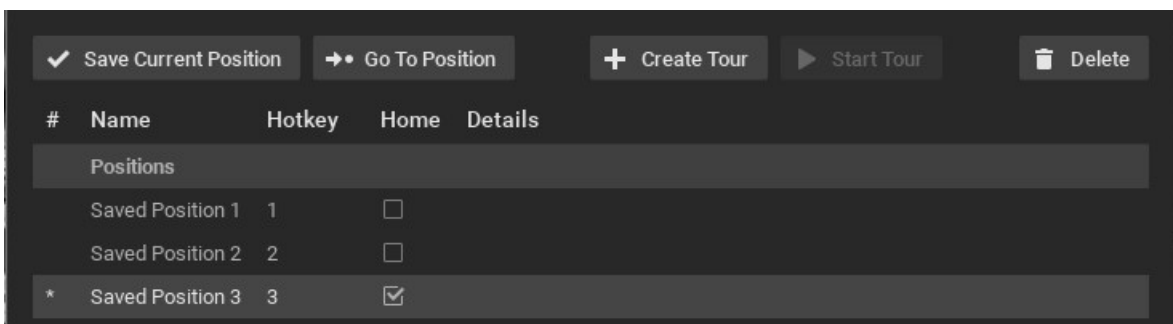 Save Current Position Go To Position Create Tour Start Tour Delete
# Name Hotkey Home Details
Positions
Saved Position 1 1
Saved Position 2 2
* Saved Position 3 3